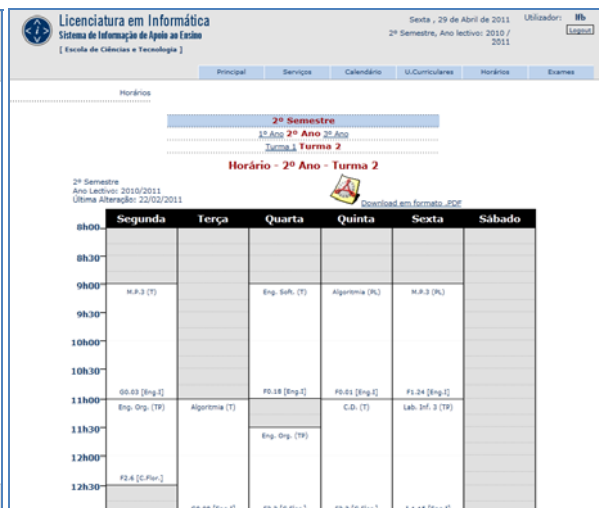 Licenciatura em Informática
Sistema de Informação de Apoio ao Ensino
[ Escola de Ciências e Tecnologia ]
Sexta , 29 de Abril de 2011
2º Semestre, Ano lectivo: 2010 /
2011
Utilizador: lfb
Logout
Principal Serviços Calendário U.Curriculares Horários Exames
Horários
2º Semestre
1º Ano 2º Ano 3º Ano
Turma 1 Turma 2
Horário - 2º Ano - Turma 2
2º Semestre
Ano Lectivo: 2010/2011
Última Alteração: 22/02/2011
Download em formato .PDF
Segunda Terça Quarta Quinta Sexta Sábado
8h00
8h30
9h00
M.P.3 (T) Eng. Soft. (T) Algoritmia (PL) M.P.3 (PL)
9h30
10h00
10h30
G0.03 [Eng.I] F0.18 [Eng.I] F0.01 [Eng.I] F1.24 [Eng.I]
11h00
Eng. Org. (TP) Algoritmia (T) C.D. (T) Lab. Inf. 3 (TP)
11h30
Eng. Org. (TP)
12h00
F2.6 [C.Flor.]
12h30